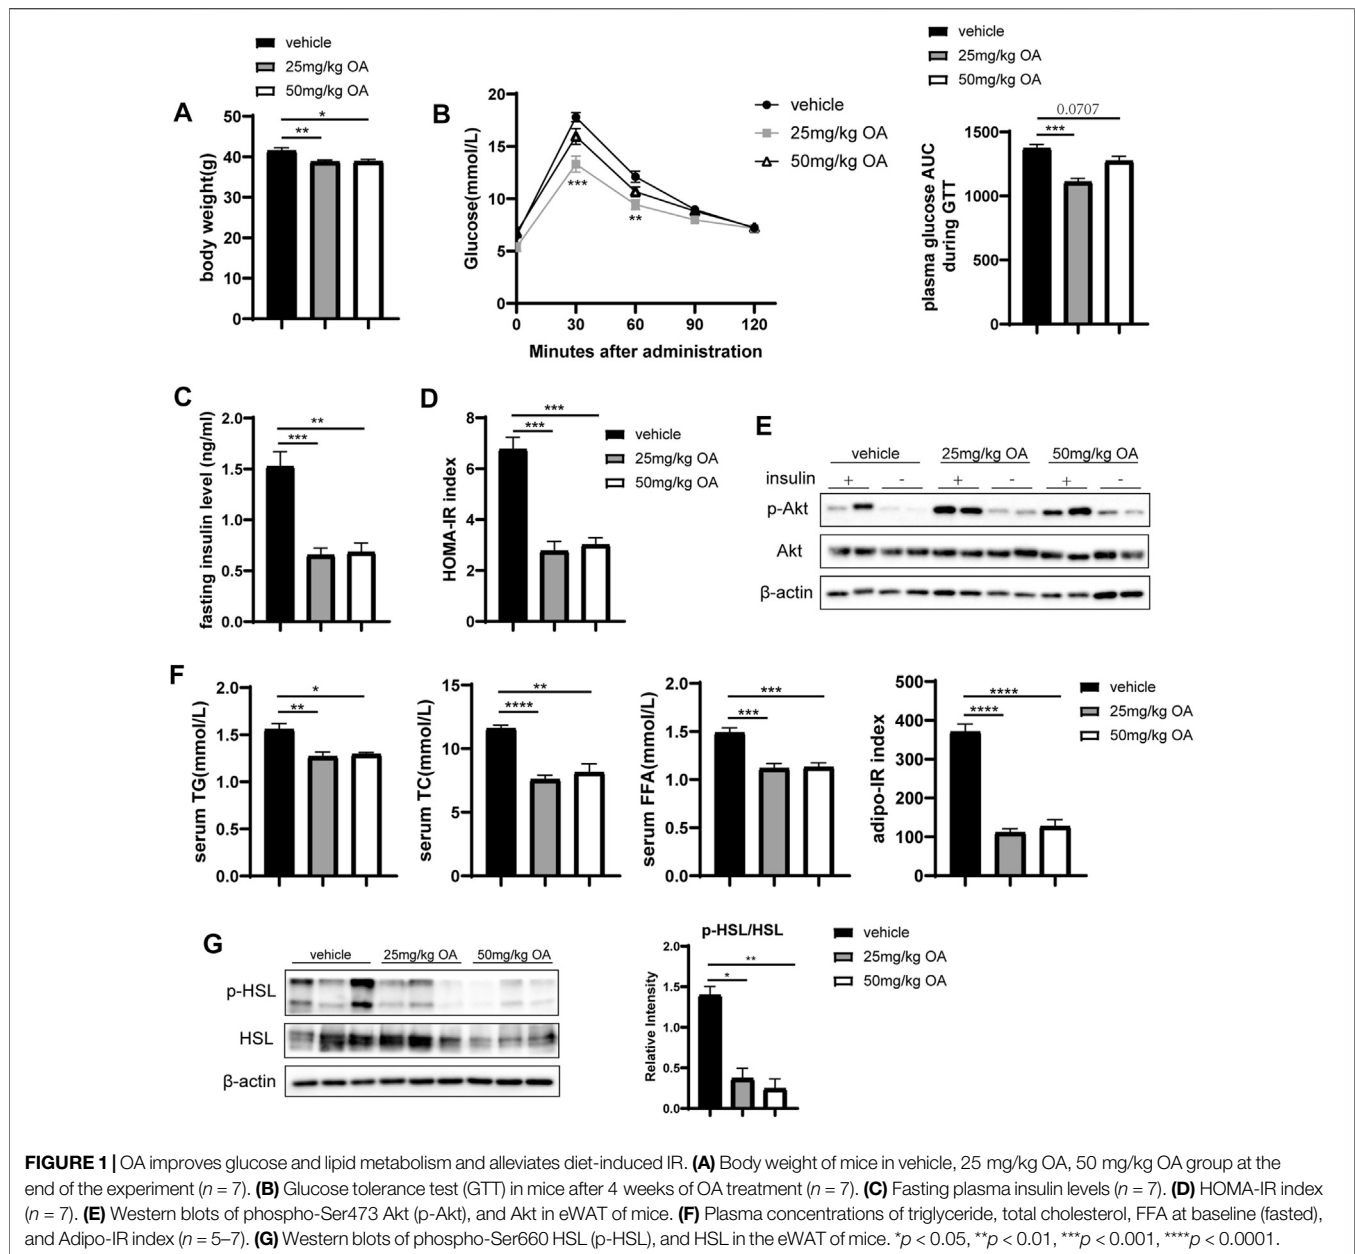 vehicle
25mg/kg OA
50mg/kg OA
A
body weight(g)
50
40
30
20
10
0
**
*
B
Glucose(mmol/L)
20
15
10
5
0
***
**
0 30 60 90 120
Minutes after administration
vehicle
25mg/kg OA
50mg/kg OA
vehicle
25mg/kg OA
50mg/kg OA
plasma glucose AUC
during GTT
1500
1000
500
0
0.0707
***
C
fasting insulin level (ng/ml)
2.0
1.5
1.0
0.5
0.0
**
***
D
HOMA-IR index
8
6
4
2
0
***
***
vehicle
25mg/kg OA
50mg/kg OA
E
vehicle 25mg/kg OA 50mg/kg OA
insulin + - + - + -
p-Akt
Akt
β-actin
F
serum TG(mmol/L)
2.0
1.5
1.0
0.5
0.0
*
**
serum TC(mmol/L)
15
10
5
0
**
****
serum FFA(mmol/L)
2.0
1.5
1.0
0.5
0.0
***
***
adipo-IR index
500
400
300
200
100
0
****
****
vehicle
25mg/kg OA
50mg/kg OA
G
vehicle 25mg/kg OA 50mg/kg OA
p-HSL
HSL
β-actin
p-HSL/HSL
Relative Intensity
2.0
1.5
1.0
0.5
0.0
**
*
vehicle
25mg/kg OA
50mg/kg OA
FIGURE 1 | OA improves glucose and lipid metabolism and alleviates diet-induced IR. (A) Body weight of mice in vehicle, 25 mg/kg OA, 50 mg/kg OA group at the
end of the experiment (n = 7). (B) Glucose tolerance test (GTT) in mice after 4 weeks of OA treatment (n = 7). (C) Fasting plasma insulin levels (n = 7). (D) HOMA-IR index
(n = 7). (E) Western blots of phospho-Ser473 Akt (p-Akt), and Akt in eWAT of mice. (F) Plasma concentrations of triglyceride, total cholesterol, FFA at baseline (fasted),
and Adipo-IR index (n = 5–7). (G) Western blots of phospho-Ser660 HSL (p-HSL), and HSL in the eWAT of mice. *p < 0.05, **p < 0.01, ***p < 0.001, ****p < 0.0001.